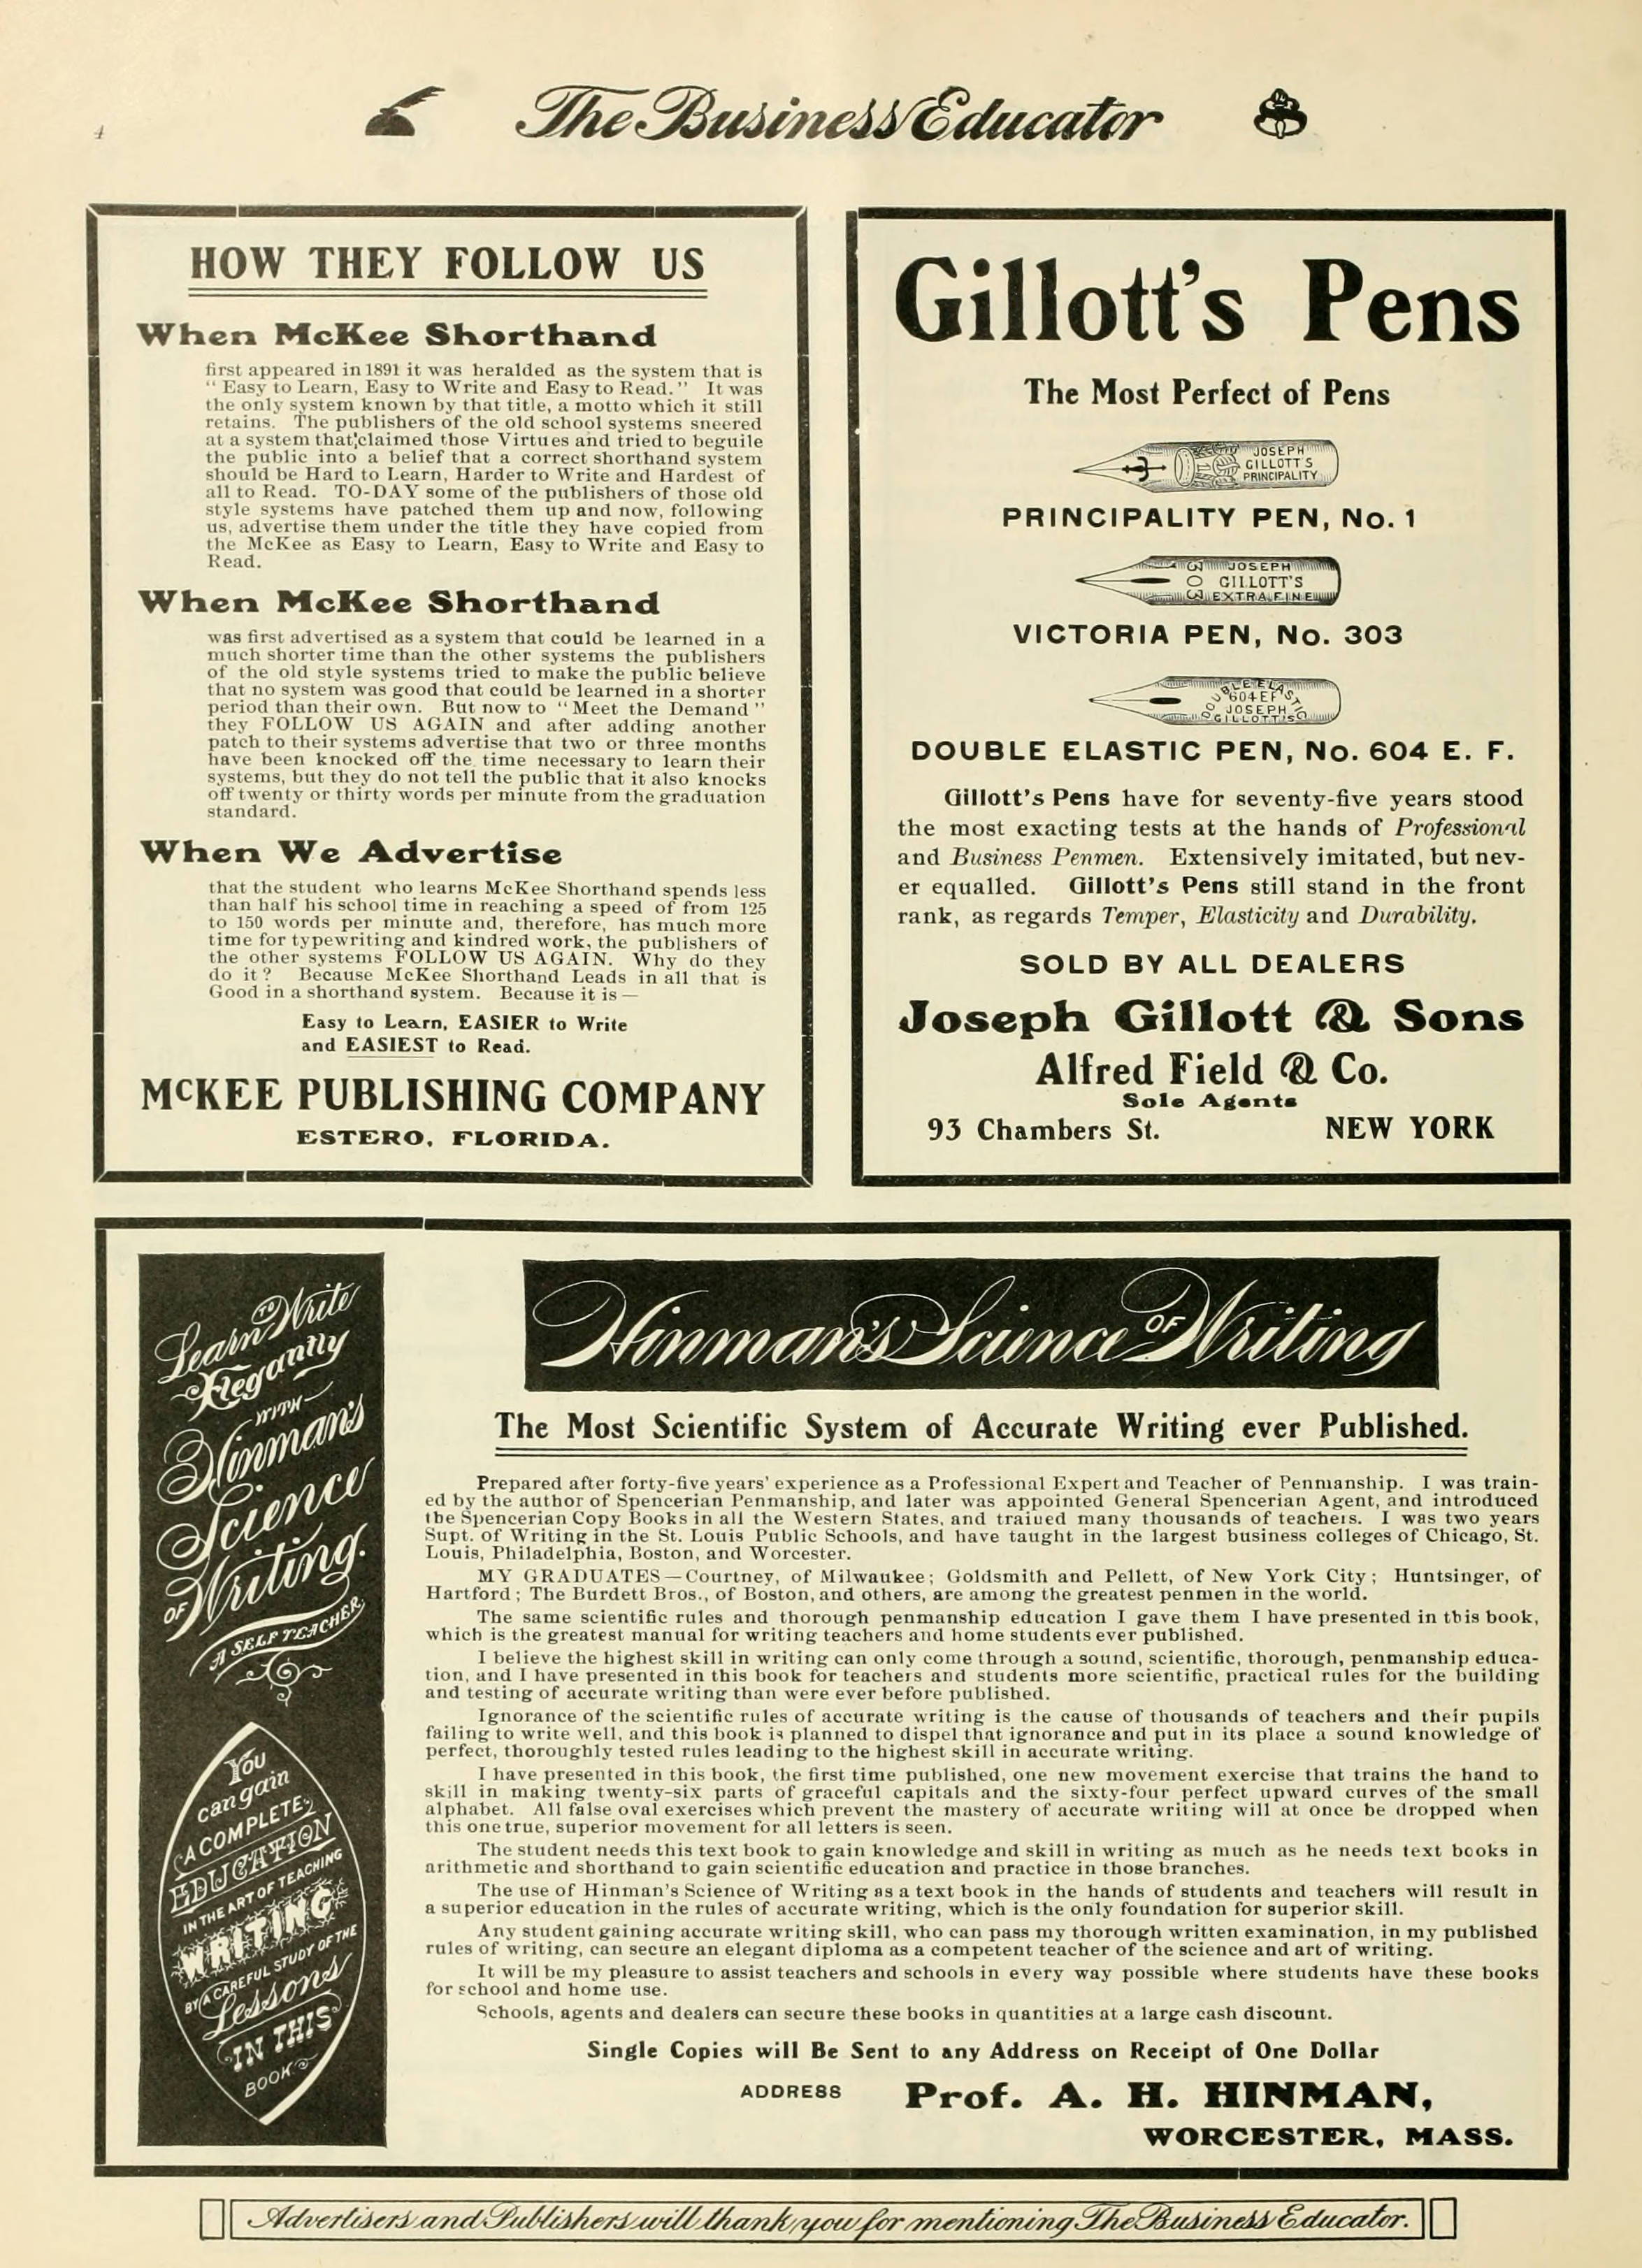 4
The Business Educator
HOW THEY FOLLOW US
When McKee Shorthand
first appeared in 1891 it was heralded as the system that is
" Easy to Learn, Easy to Write and Easy to Read." It was
the only system known by that title, a motto which it still
retains. The publishers of the old school systems sneered
at a system that claimed those Virtues and tried to beguile
the public into a belief that a correct shorthand system
should be Hard to Learn, Harder to Write and Hardest of
all to Read. TO-DAY some of the publishers of those old
style systems have patched them up and now, following
us, advertise them under the title they have copied from
the McKee as Easy to Learn, Easy to Write and Easy to
Read.
When McKee Shorthand
was first advertised as a system that could be learned in a
much shorter time than the other systems the publishers
of the old style systems tried to make the public believe
that no system was good that could be learned in a shorter
period than their own. But now to "Meet the Demand"
they FOLLOW US AGAIN and after adding another
patch to their systems advertise that two or three months
have been knocked off the time necessary to learn their
systems, but they do not tell the public that it also knocks
off twenty or thirty words per minute from the graduation
standard.
When We Advertise
that the student who learns McKee Shorthand spends less
than half his school time in reaching a speed of from 125
to 150 words per minute and, therefore, has much more
time for typewriting and kindred work, the publishers of
the other systems FOLLOW US AGAIN. Why do they
do it? Because McKee Shorthand Leads in all that is
Good in a shorthand system. Because it is —
Easy to Learn, EASIER to Write
and EASIEST to Read.
McKEE PUBLISHING COMPANY
ESTERO, FLORIDA.
Gillott's Pens
The Most Perfect of Pens
JOSEPH
GILLOTT'S
PRINCIPALITY
PRINCIPALITY PEN, No. 1
303
JOSEPH
GILLOTT'S
EXTRA FINE
VICTORIA PEN, No. 303
DOUBLE ELASTIC
604 EF
JOSEPH
GILLOTT'S
DOUBLE ELASTIC PEN, No. 604 E. F.
Gillott's Pens have for seventy-five years stood
the most exacting tests at the hands of Professional
and Business Penmen. Extensively imitated, but nev-
er equalled. Gillott's Pens still stand in the front
rank, as regards Temper, Elasticity and Durability.
SOLD BY ALL DEALERS
Joseph Gillott & Sons
Alfred Field & Co.
Sole Agents
93 Chambers St. NEW YORK
Learn to Write
Elegantly
WITH
Hinman's
Science
OF Writing.
A SELF TEACHER
You
can gain
A COMPLETE
EDUCATION
IN THE ART OF TEACHING
WRITING
BY A CAREFUL STUDY OF THE
Lessons
IN THIS
BOOK
Hinman's Science OF Writing
The Most Scientific System of Accurate Writing ever Published.
Prepared after forty-five years' experience as a Professional Expert and Teacher of Penmanship. I was train-
ed by the author of Spencerian Penmanship, and later was appointed General Spencerian Agent, and introduced
the Spencerian Copy Books in all the Western States, and trained many thousands of teachers. I was two years
Supt. of Writing in the St. Louis Public Schools, and have taught in the largest business colleges of Chicago, St.
Louis, Philadelphia, Boston, and Worcester.
MY GRADUATES—Courtney, of Milwaukee; Goldsmith and Pellett, of New York City; Huntsinger, of
Hartford; The Burdett Bros., of Boston, and others, are among the greatest penmen in the world.
The same scientific rules and thorough penmanship education I gave them I have presented in this book,
which is the greatest manual for writing teachers and home students ever published.
I believe the highest skill in writing can only come through a sound, scientific, thorough, penmanship educa-
tion, and I have presented in this book for teachers and students more scientific, practical rules for the building
and testing of accurate writing than were ever before published.
Ignorance of the scientific rules of accurate writing is the cause of thousands of teachers and their pupils
failing to write well, and this book is planned to dispel that ignorance and put in its place a sound knowledge of
perfect, thoroughly tested rules leading to the highest skill in accurate writing.
I have presented in this book, the first time published, one new movement exercise that trains the hand to
skill in making twenty-six parts of graceful capitals and the sixty-four perfect upward curves of the small
alphabet. All false oval exercises which prevent the mastery of accurate writing will at once be dropped when
this one true, superior movement for all letters is seen.
The student needs this text book to gain knowledge and skill in writing as much as he needs text books in
arithmetic and shorthand to gain scientific education and practice in those branches.
The use of Hinman's Science of Writing as a text book in the hands of students and teachers will result in
a superior education in the rules of accurate writing, which is the only foundation for superior skill.
Any student gaining accurate writing skill, who can pass my thorough written examination, in my published
rules of writing, can secure an elegant diploma as a competent teacher of the science and art of writing.
It will be my pleasure to assist teachers and schools in every way possible where students have these books
for school and home use.
Schools, agents and dealers can secure these books in quantities at a large cash discount.
Single Copies will Be Sent to any Address on Receipt of One Dollar
ADDRESS Prof. A. H. HINMAN,
WORCESTER, MASS.
Advertisers and Publishers will thank you for mentioning The Business Educator.